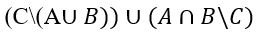 (C\(A∪ B)) ∪ (A ∩ B\C)